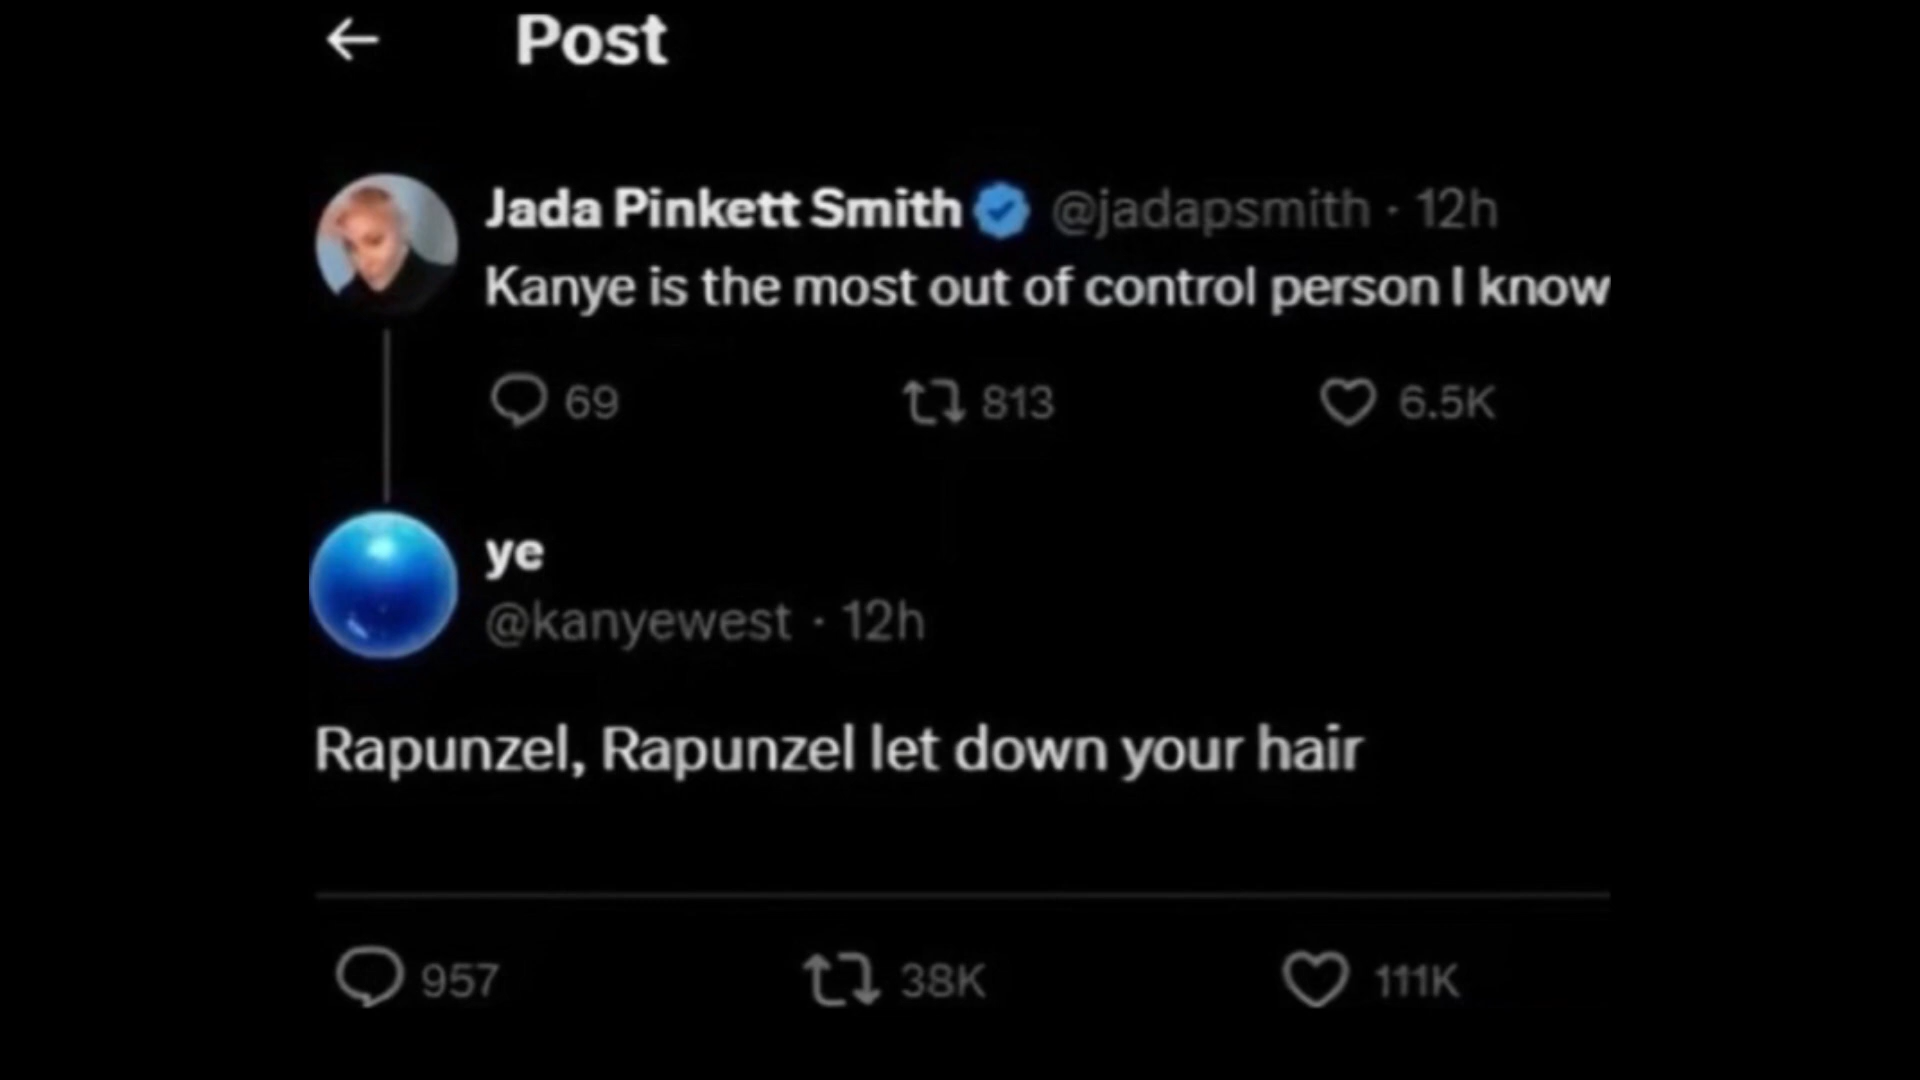 Post
Jada Pinkett Smith @jadapsmith · 12h
Kanye is the most out of control person I know
69 813 6.5K
ye
@kanyewest · 12h
Rapunzel, Rapunzel let down your hair
957 38K 111K